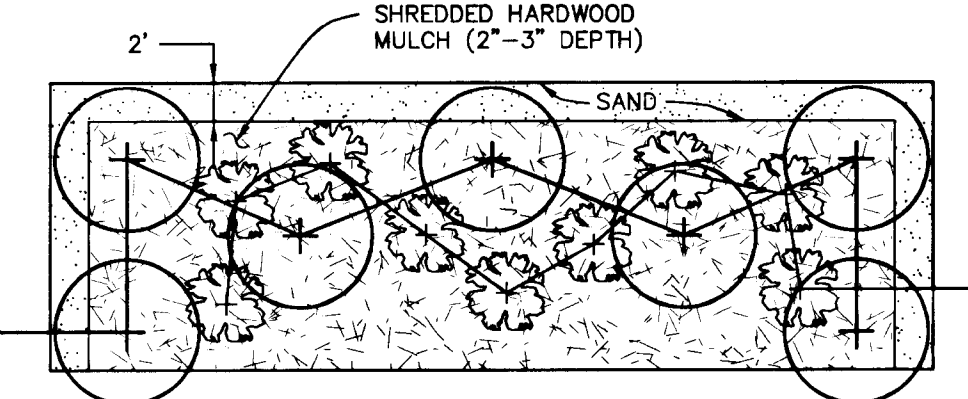 SHREDDED HARDWOOD
MULCH (2"-3" DEPTH)
2'
SAND